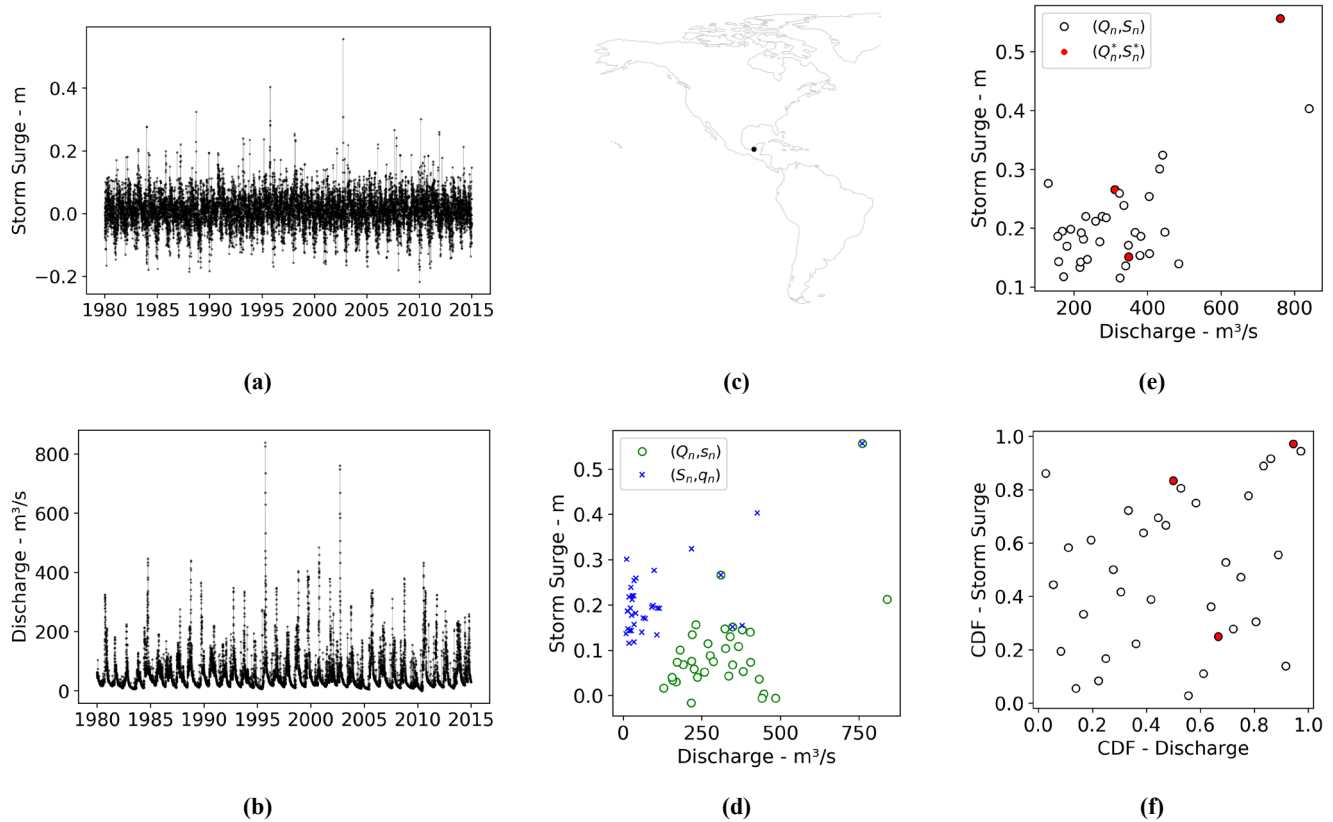 Storm Surge - m
0.4
0.2
0.0
−0.2
1980 1985 1990 1995 2000 2005 2010 2015
(a)
(c)
(Qn,Sn)
(Q*n,S*n)
Storm Surge - m
0.5
0.4
0.3
0.2
0.1
200 400 600 800
Discharge - m³/s
(e)
Discharge - m³/s
800
600
400
200
0
1980 1985 1990 1995 2000 2005 2010 2015
(b)
(Qn,sn)
(Sn,qn)
Storm Surge - m
0.5
0.4
0.3
0.2
0.1
0.0
0 250 500 750
Discharge - m³/s
(d)
CDF - Storm Surge
1.0
0.8
0.6
0.4
0.2
0.0
0.0 0.2 0.4 0.6 0.8 1.0
CDF - Discharge
(f)